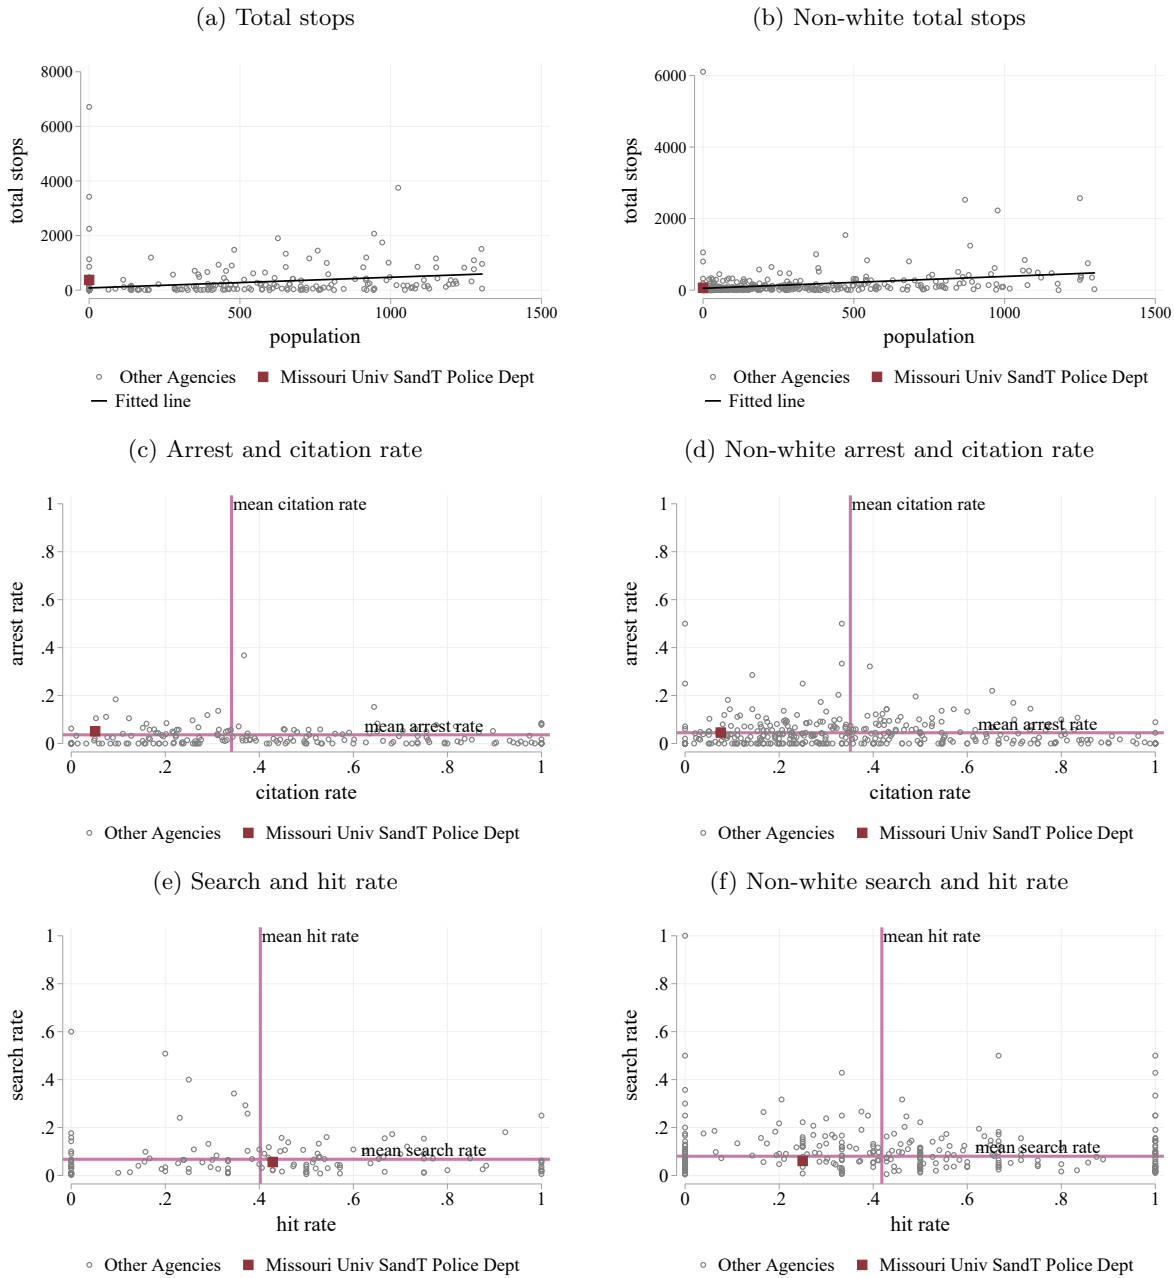 (a) Total stops
(b) Non-white total stops
total stops
8000
6000
4000
2000
0
0 500 1000 1500
population
Other Agencies Missouri Univ SandT Police Dept
Fitted line
total stops
6000
4000
2000
0
0 500 1000 1500
population
Other Agencies Missouri Univ SandT Police Dept
Fitted line
(c) Arrest and citation rate
(d) Non-white arrest and citation rate
arrest rate
1
.8
.6
.4
.2
0
mean citation rate
mean arrest rate
0 .2 .4 .6 .8 1
citation rate
Other Agencies Missouri Univ SandT Police Dept
arrest rate
1
.8
.6
.4
.2
0
mean citation rate
mean arrest rate
0 .2 .4 .6 .8 1
citation rate
Other Agencies Missouri Univ SandT Police Dept
(e) Search and hit rate
(f) Non-white search and hit rate
search rate
1
.8
.6
.4
.2
0
mean hit rate
mean search rate
0 .2 .4 .6 .8 1
hit rate
Other Agencies Missouri Univ SandT Police Dept
search rate
1
.8
.6
.4
.2
0
mean hit rate
mean search rate
0 .2 .4 .6 .8 1
hit rate
Other Agencies Missouri Univ SandT Police Dept